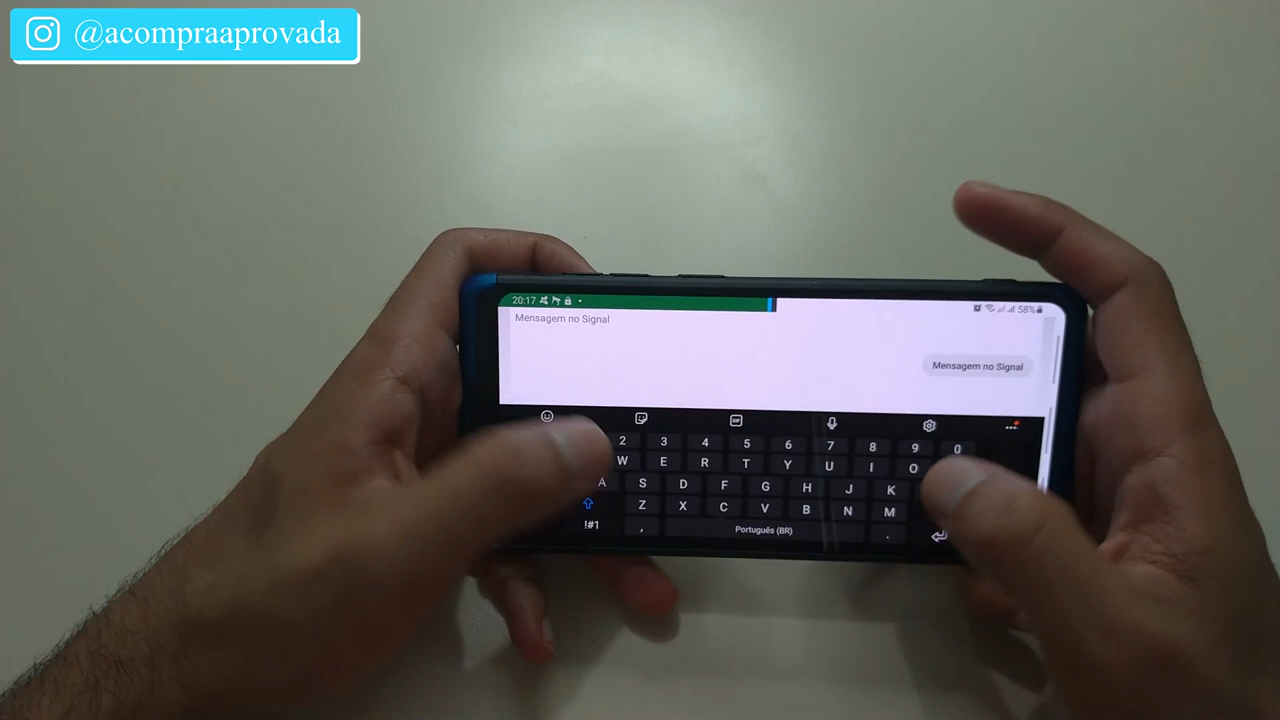 @acompraaprovada
20:17
58%
Mensagem no Signal
Mensagem no Signal
GIF
2 3 4 5 6 7 8 9 0
W E R T Y U I O
A S D F G H J K
Z X C V B N M
!#1 , Português (BR) .